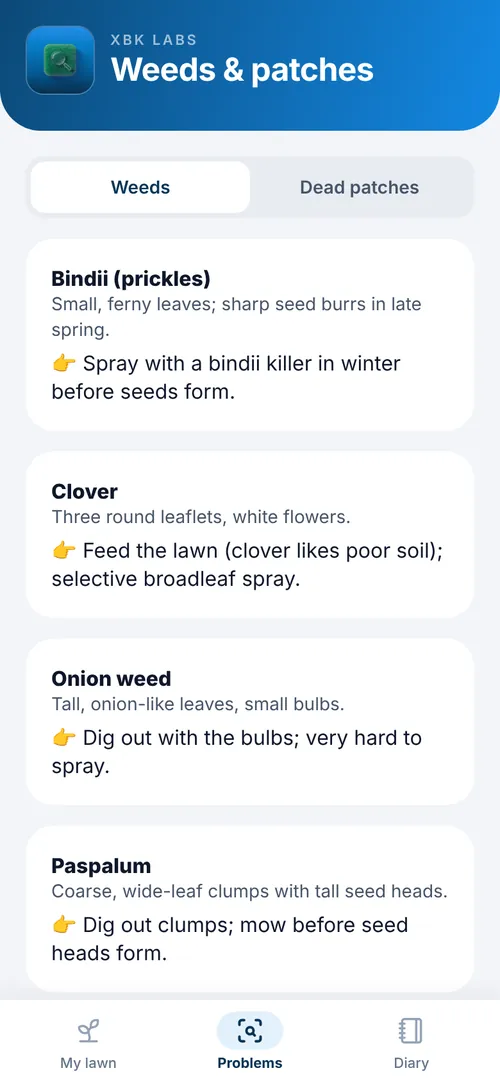 XBK LABS
Weeds & patches
Weeds
Dead patches
Bindii (prickles)
Small, ferny leaves; sharp seed burrs in late
spring.
👉 Spray with a bindii killer in winter
before seeds form.
Clover
Three round leaflets, white flowers.
👉 Feed the lawn (clover likes poor soil);
selective broadleaf spray.
Onion weed
Tall, onion-like leaves, small bulbs.
👉 Dig out with the bulbs; very hard to
spray.
Paspalum
Coarse, wide-leaf clumps with tall seed heads.
👉 Dig out clumps; mow before seed
heads form.
My lawn
Problems
Diary